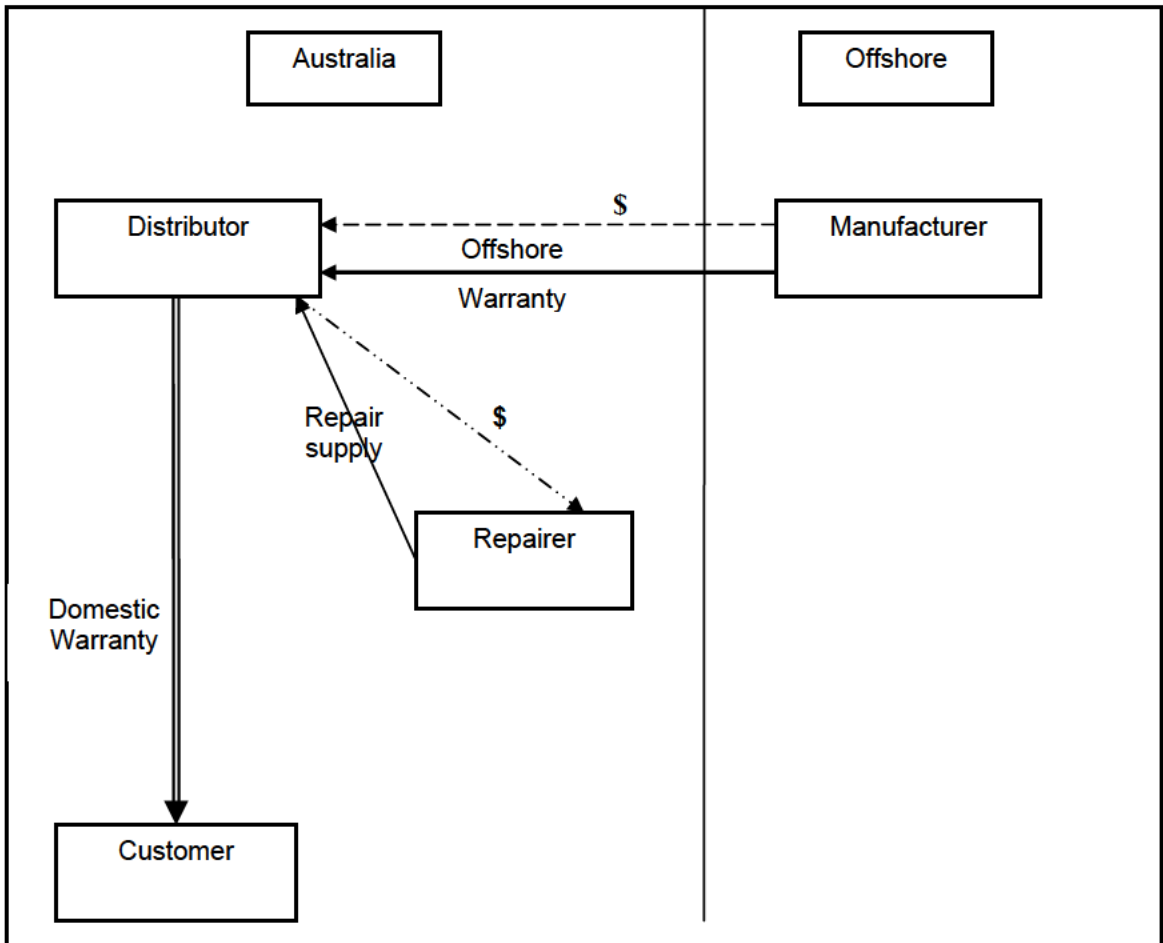 Australia
Offshore
$
Distributor
Manufacturer
Offshore
Warranty
Repair
supply
$
Repairer
Domestic
Warranty
Customer